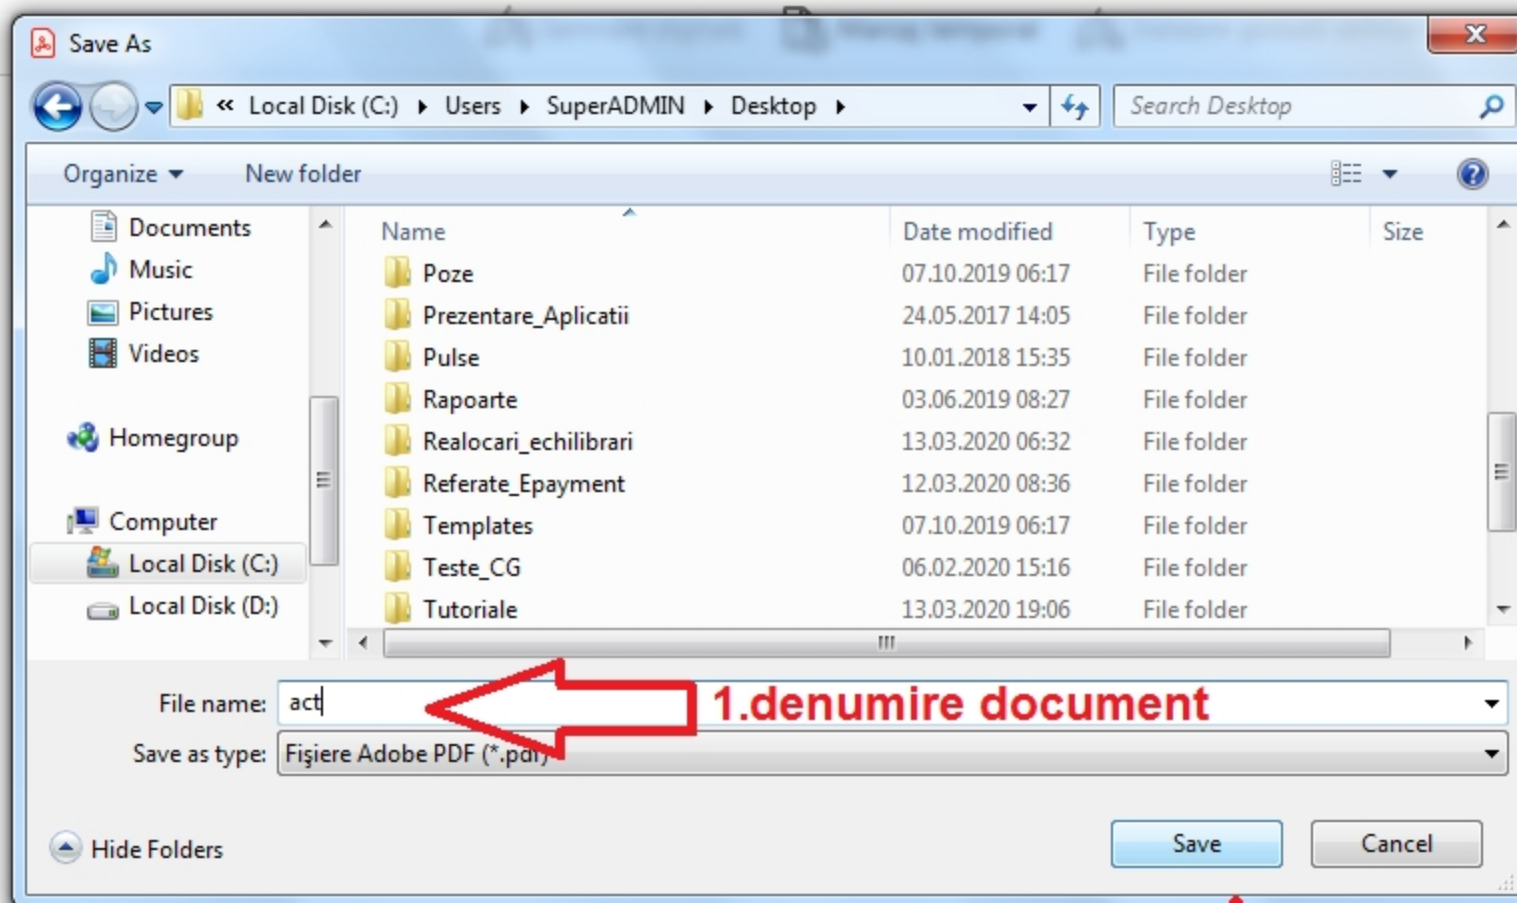 Save As
« Local Disk (C:) Users SuperADMIN Desktop Search Desktop
Organize New folder
Documents
Music
Pictures
Videos
Homegroup
Computer
Local Disk (C:)
Local Disk (D:)
Name Date modified Type Size
Poze 07.10.2019 06:17 File folder
Prezentare_Aplicatii 24.05.2017 14:05 File folder
Pulse 10.01.2018 15:35 File folder
Rapoarte 03.06.2019 08:27 File folder
Realocari_echilibrari 13.03.2020 06:32 File folder
Referate_Epayment 12.03.2020 08:36 File folder
Templates 07.10.2019 06:17 File folder
Teste_CG 06.02.2020 15:16 File folder
Tutoriale 13.03.2020 19:06 File folder
File name: act 1.denumire document
Save as type: Fişiere Adobe PDF (*.pdf)
Hide Folders Save Cancel